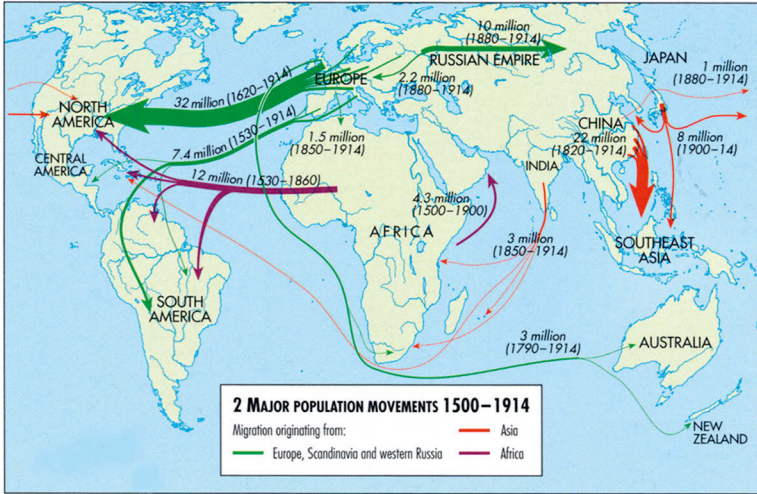 10 million
(1880–1914)
RUSSIAN EMPIRE
JAPAN
1 million
(1880–1914)
EUROPE
2.2 million
(1880–1914)
32 million (1620–1914)
NORTH
AMERICA
7.4 million (1530–1914)
1.5 million
(1850–1914)
CHINA
22 million
(1820–1914)
8 million
(1900–14)
CENTRAL
AMERICA
12 million (1530–1860)
INDIA
4.3 million
(1500–1900)
AFRICA
3 million
(1850–1914)
SOUTHEAST
ASIA
SOUTH
AMERICA
3 million
(1790–1914)
AUSTRALIA
NEW
ZEALAND
2 MAJOR POPULATION MOVEMENTS 1500–1914
Migration originating from:
Asia
Europe, Scandinavia and western Russia
Africa